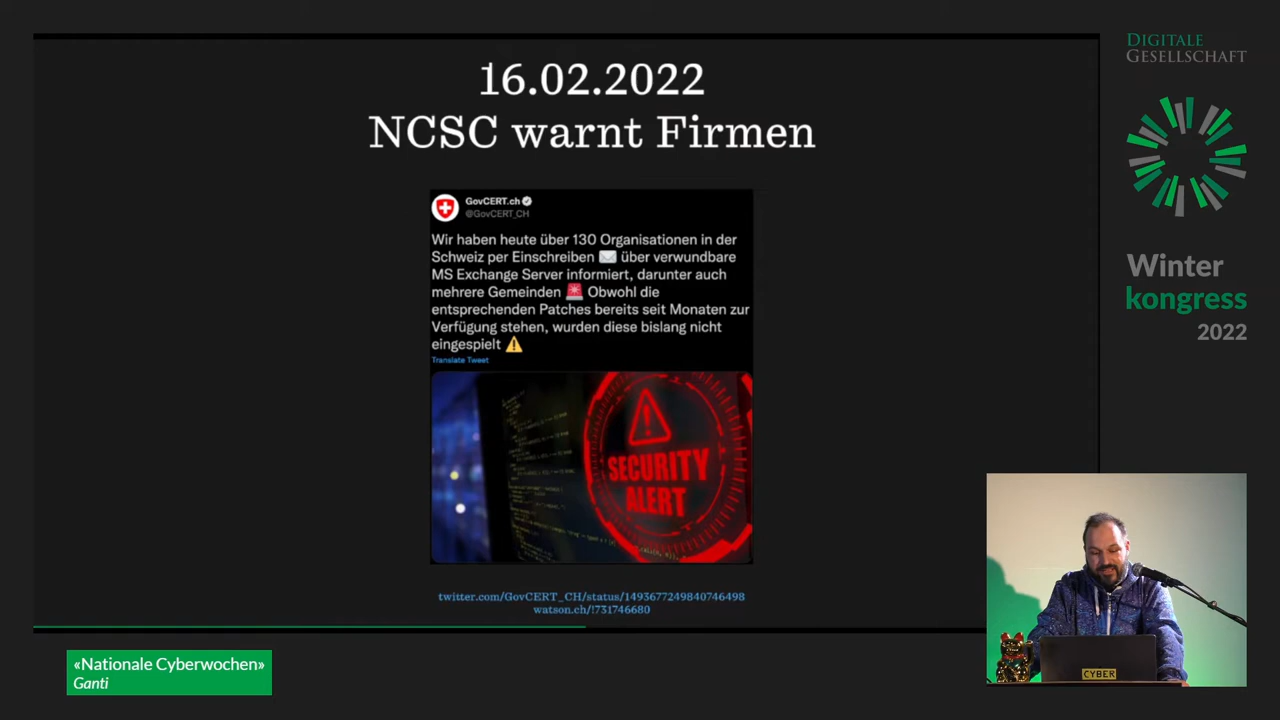 16.02.2022
NCSC warnt Firmen
GovCERT.ch
@GovCERT_CH
Wir haben heute über 130 Organisationen in der
Schweiz per Einschreiben ✉️ über verwundbare
MS Exchange Server informiert, darunter auch
mehrere Gemeinden 🚨 Obwohl die
entsprechenden Patches bereits seit Monaten zur
Verfügung stehen, wurden diese bislang nicht
eingespielt ⚠️
Translate Tweet
SECURITY
ALERT
twitter.com/GovCERT_CH/status/1493677249840746498
watson.ch/!731746680
DIGITALE
GESELLSCHAFT
Winter
kongress
2022
CYBER
«Nationale Cyberwochen»
Ganti